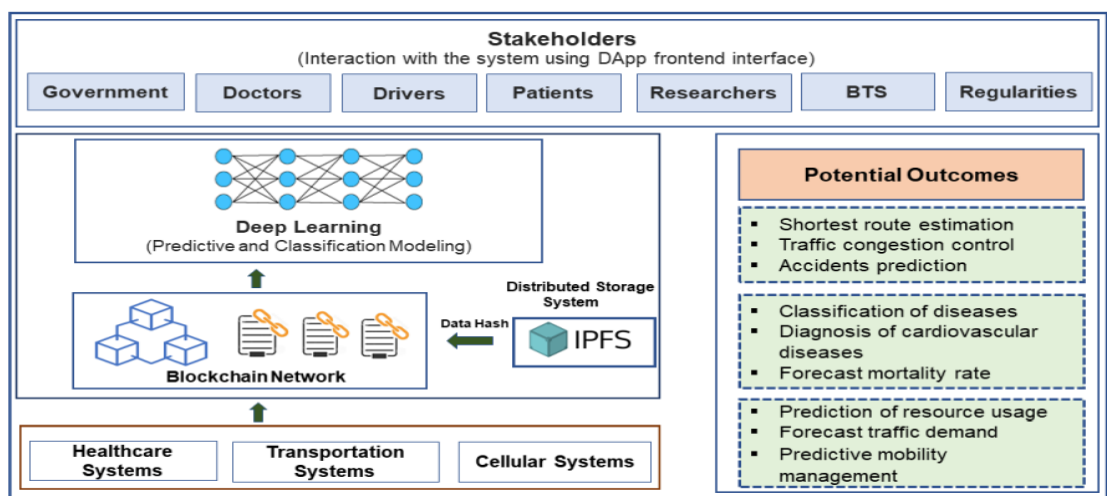 Stakeholders
(Interaction with the system using DApp frontend interface)
Government
Doctors
Drivers
Patients
Researchers
BTS
Regularities
Deep Learning
(Predictive and Classification Modeling)
Distributed Storage
System
Data Hash
IPFS
Blockchain Network
Healthcare
Systems
Transportation
Systems
Cellular Systems
Potential Outcomes
▪ Shortest route estimation
▪ Traffic congestion control
▪ Accidents prediction
▪ Classification of diseases
▪ Diagnosis of cardiovascular
diseases
▪ Forecast mortality rate
▪ Prediction of resource usage
▪ Forecast traffic demand
▪ Predictive mobility
management